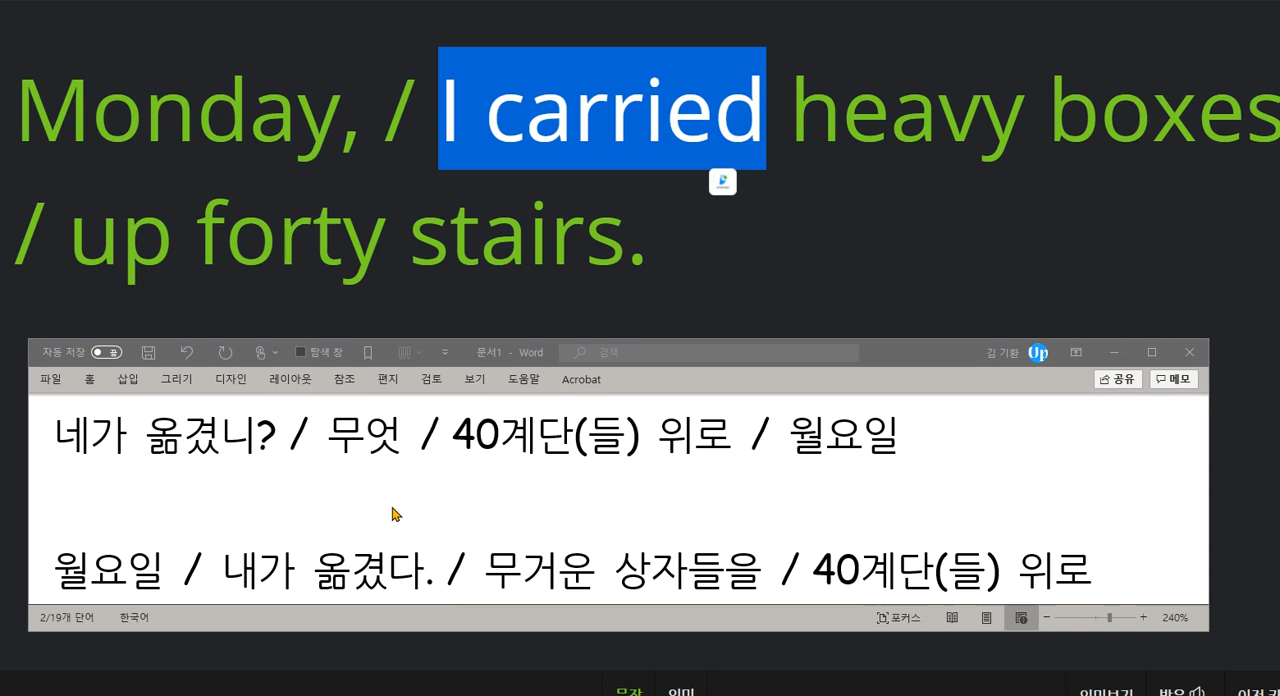 Monday, / I carried heavy boxes
/ up forty stairs.
자동 저장 끔 탐색 창 문서1 - Word 검색 김 기환 Up
파일 홈 삽입 그리기 디자인 레이아웃 참조 편지 검토 보기 도움말 Acrobat 공유 메모
네가 옮겼니? / 무엇 / 40계단(들) 위로 / 월요일
월요일 / 내가 옮겼다. / 무거운 상자들을 / 40계단(들) 위로
2/19개 단어 한국어 포커스 240%